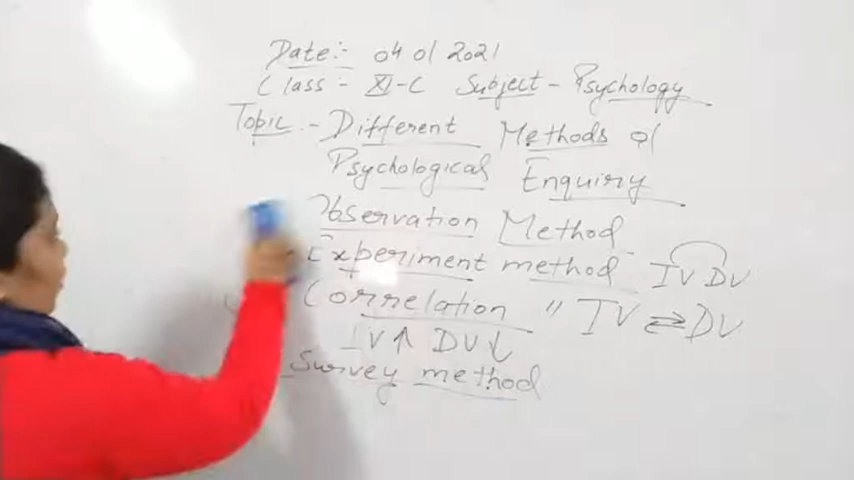 Date:- 04 01 2021
Class - XI-C Subject - Psychology
Topic - Different Methods of
Psychological Enquiry
Observation Method
Experiment method IV DV
Correlation " IV ⇄ DV
IV↑ DV↓
Survey method